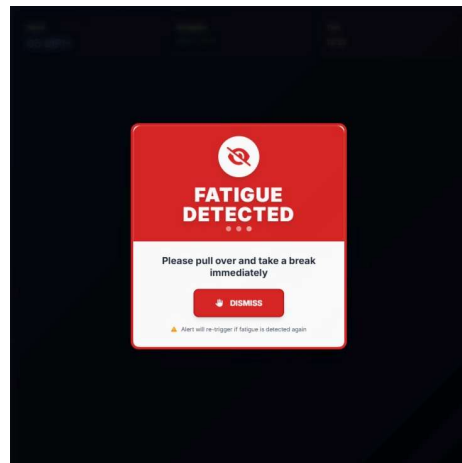 FATIGUE
DETECTED
Please pull over and take a break
immediately
DISMISS
Alert will re-trigger if fatigue is detected again